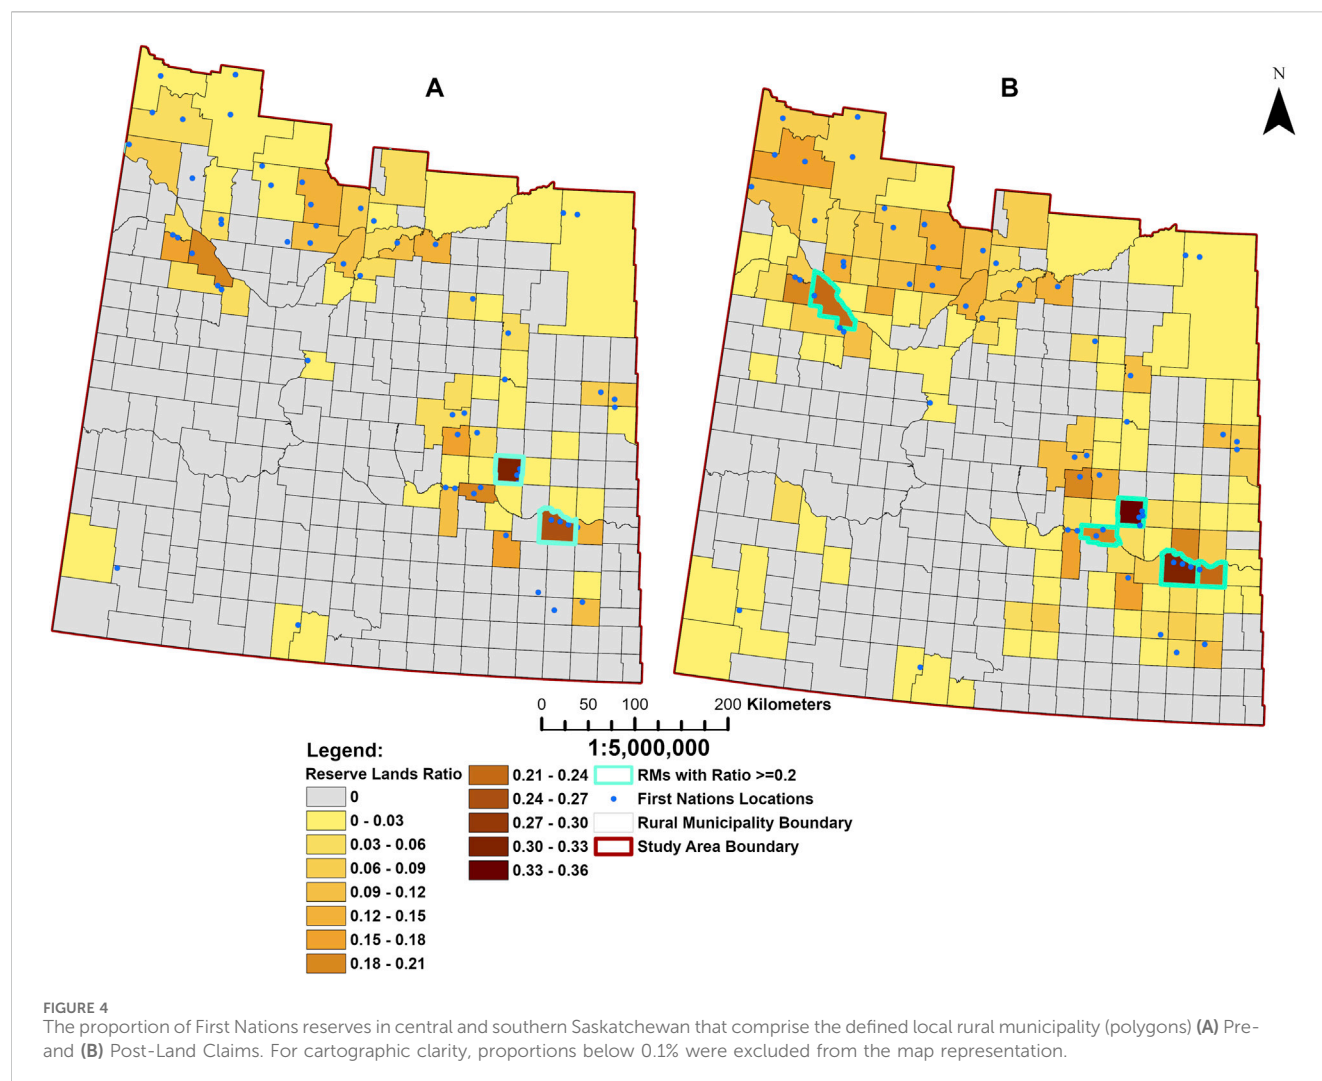 A
B
N
0 50 100 200 Kilometers
1:5,000,000
Legend:
Reserve Lands Ratio
0
0 - 0.03
0.03 - 0.06
0.06 - 0.09
0.09 - 0.12
0.12 - 0.15
0.15 - 0.18
0.18 - 0.21
0.21 - 0.24
0.24 - 0.27
0.27 - 0.30
0.30 - 0.33
0.33 - 0.36
RMs with Ratio >=0.2
First Nations Locations
Rural Municipality Boundary
Study Area Boundary
FIGURE 4
The proportion of First Nations reserves in central and southern Saskatchewan that comprise the defined local rural municipality (polygons) (A) Pre-
and (B) Post-Land Claims. For cartographic clarity, proportions below 0.1% were excluded from the map representation.